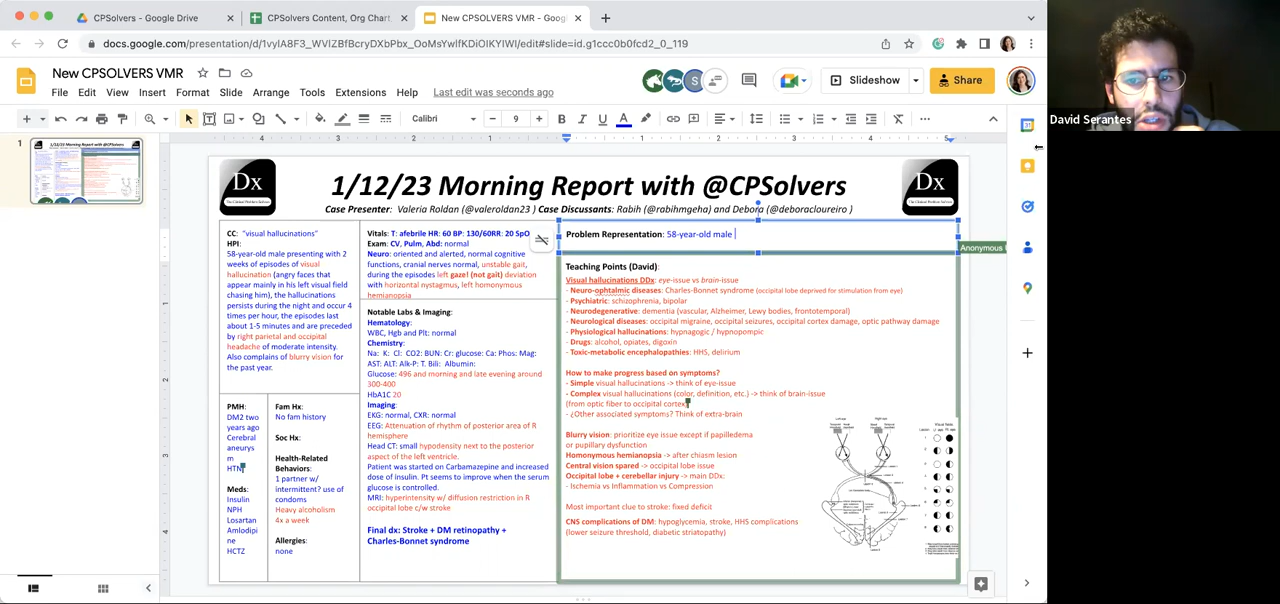 CPSolvers - Google Drive
CPSolvers Content, Org Chart,
New CPSOLVERS VMR - Goog
docs.google.com/presentation/d/1vylA8F3_WVIZBfBcryDXbPbx_OoMsYwlfKDiOIKYIWI/edit#slide=id.g1ccc0b0fcd2_0_119
New CPSOLVERS VMR
File Edit View Insert Format Slide Arrange Tools Extensions Help Last edit was seconds ago
S
Slideshow
Share
Calibri
9
David Serantes
1
Dx
The Clinical Problem Solvers
1/12/23 Morning Report with @CPSolvers
Case Presenter: Valeria Roldan (@valeroldan23 ) Case Discussants: Rabih (@rabihmgeha) and Debora (@deboracloureiro )
Dx
The Clinical Problem Solvers
CC: "visual hallucinations"
HPI:
58-year-old male presenting with 2
weeks of episodes of visual
hallucination (angry faces that
appear mainly in his left visual field
chasing him), the hallucinations
persists during the night and occur 4
times per hour, the episodes last
about 1-5 minutes and are preceded
by right parietal and occipital
headache of moderate intensity.
Also complains of blurry vision for
the past year.
PMH:
DM2 two
years ago
Cerebral
aneurys
m
HTN
Meds:
Insulin
NPH
Losartan
Amlodipi
ne
HCTZ
Fam Hx:
No fam history
Soc Hx:
Health-Related
Behaviors:
1 partner w/
intermittent? use of
condoms
Heavy alcoholism
4x a week
Allergies:
none
Vitals: T: afebrile HR: 60 BP: 130/60RR: 20 SpO
Exam: CV, Pulm, Abd: normal
Neuro: oriented and alerted, normal cognitive
functions, cranial nerves normal, unstable gait,
during the episodes left gaze! (not gait) deviation
with horizontal nystagmus, left homonymous
hemianopsia
Notable Labs & Imaging:
Hematology:
WBC, Hgb and Plt: normal
Chemistry:
Na: K: Cl: CO2: BUN: Cr: glucose: Ca: Phos: Mag:
AST: ALT: Alk-P: T. Bili: Albumin:
Glucose: 496 and morning and late evening around
300-400
HbA1C 20
Imaging:
EKG: normal, CXR: normal
EEG: Attenuation of rhythm of posterior area of R
hemisphere
Head CT: small hypodensity next to the posterior
aspect of the left ventricle.
Patient was started on Carbamazepine and increased
dose of insulin. Pt seems to improve when the serum
glucose is controlled.
MRI: hyperintensity w/ diffusion restriction in R
occipital lobe c/w stroke
Final dx: Stroke + DM retinopathy +
Charles-Bonnet syndrome
Problem Representation: 58-year-old male
Anonymous
Teaching Points (David):
Visual hallucinations DDx: eye-issue vs brain-issue
- Neuro-ophtalmic diseases: Charles-Bonnet syndrome (occipital lobe deprived for stimulation from eye)
- Psychiatric: schizophrenia, bipolar
- Neurodegenerative: dementia (vascular, Alzheimer, Lewy bodies, frontotemporal)
- Neurological diseases: occipital migraine, occipital seizures, occipital cortex damage, optic pathway damage
- Physiological hallucinations: hypnagogic / hypnopompic
- Drugs: alcohol, opiates, digoxin
- Toxic-metabolic encephalopathies: HHS, delirium
How to make progress based on symptoms?
- Simple visual hallucinations -> think of eye-issue
- Complex visual hallucinations (color, definition, etc.) -> think of brain-issue
(from optic fiber to occipital cortex)
- ¿Other associated symptoms? Think of extra-brain
Blurry vision: prioritize eye issue except if papilledema
or pupillary dysfunction
Homonymous hemianopsia -> after chiasm lesion
Central vision spared -> occipital lobe issue
Occipital lobe + cerebellar injury -> main DDx:
- Ischemia vs Inflammation vs Compression
Most important clue to stroke: fixed deficit
CNS complications of DM: hypoglycemia, stroke, HHS complications
(lower seizure threshold, diabetic striatopathy)